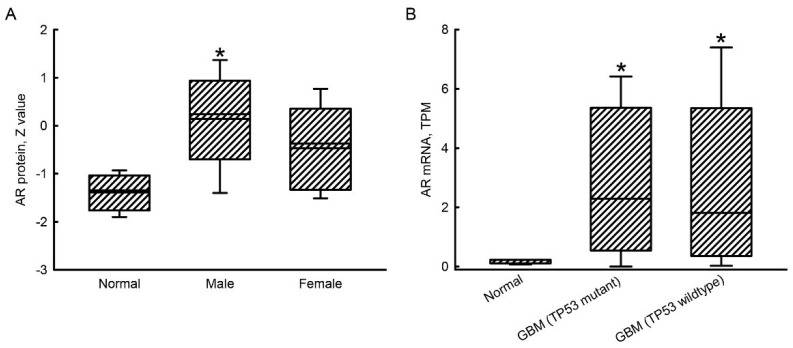 A
AR protein, Z value
2
1
0
-1
-2
-3
*
Normal
Male
Female
B
AR mRNA, TPM
8
6
4
2
0
*
*
Normal
GBM (TP53 mutant)
GBM (TP53 wildtype)